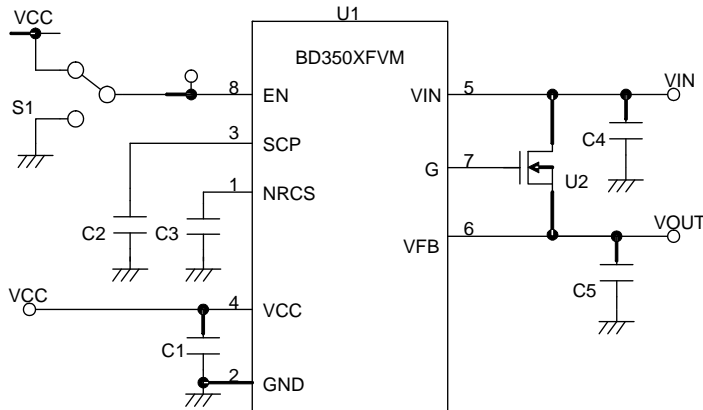 U1
VCC
BD350XFVM
8 EN
VIN 5 VIN
S1
3 SCP
C4
G 7
U2
1 NRCS
C2 C3
VFB 6 VOUT
VCC
4 VCC
C5
C1
2 GND